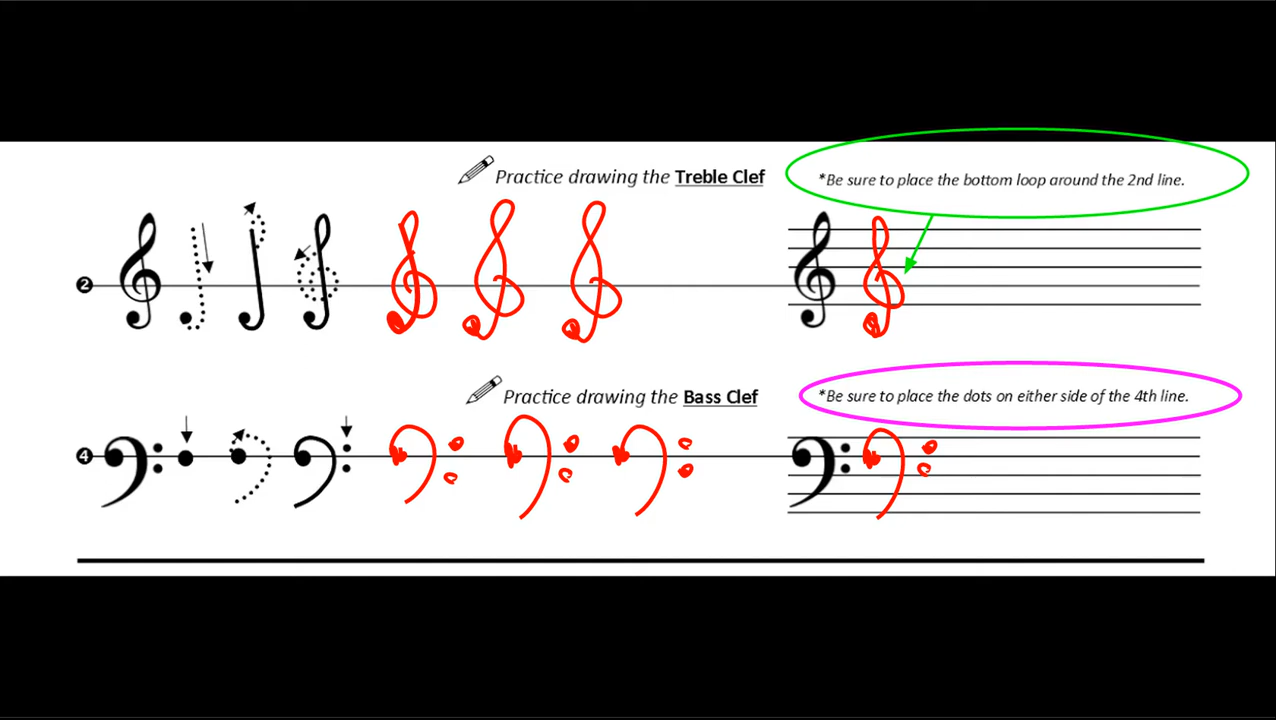 Practice drawing the Treble Clef
*Be sure to place the bottom loop around the 2nd line.
2
Practice drawing the Bass Clef
*Be sure to place the dots on either side of the 4th line.
4